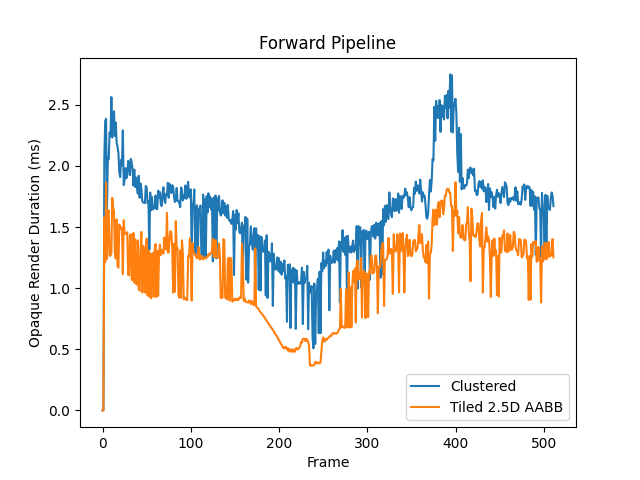 Forward Pipeline
Opaque Render Duration (ms)
2.5
2.0
1.5
1.0
0.5
0.0
Clustered
Tiled 2.5D AABB
0 100 200 300 400 500
Frame